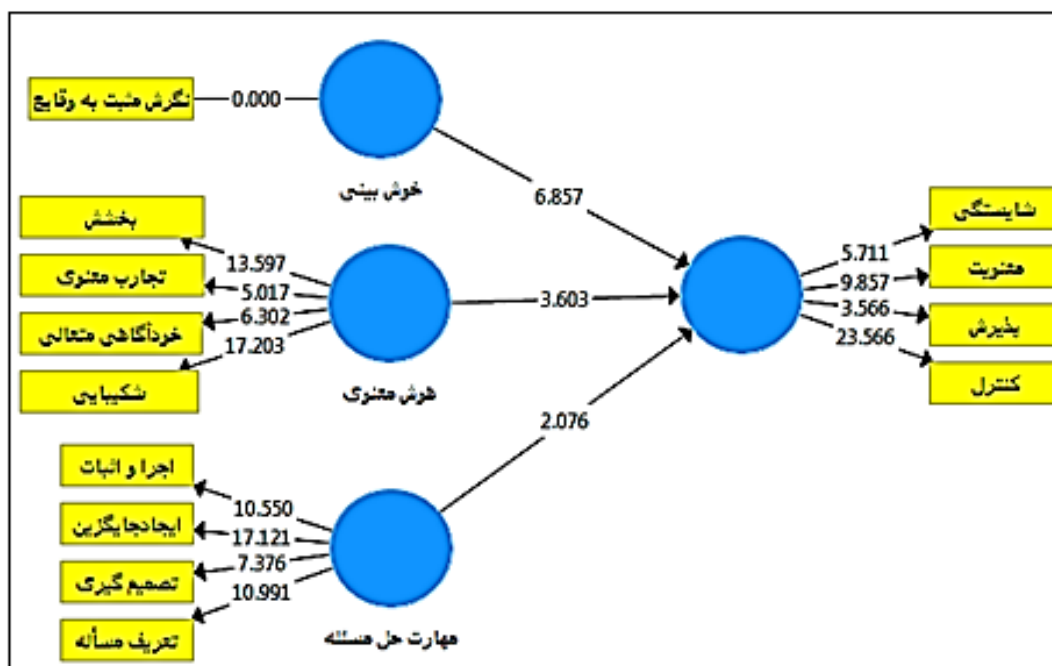 نگرش مثبت به وقایع
0.000
خوش بینی
6.857
بخشش
13.597
تجارب معنوی
5.017
خردآگاهی متعالی
6.302
شکیبایی
17.203
هوش معنوی
3.603
اجرا و اثبات
10.550
ایجادجایگزین
17.121
تصمیم گیری
7.376
تعریف مسأله
10.991
مهارت حل مسئله
2.076
شایستگی
5.711
معنویت
9.857
پذیرش
3.566
کنترل
23.566